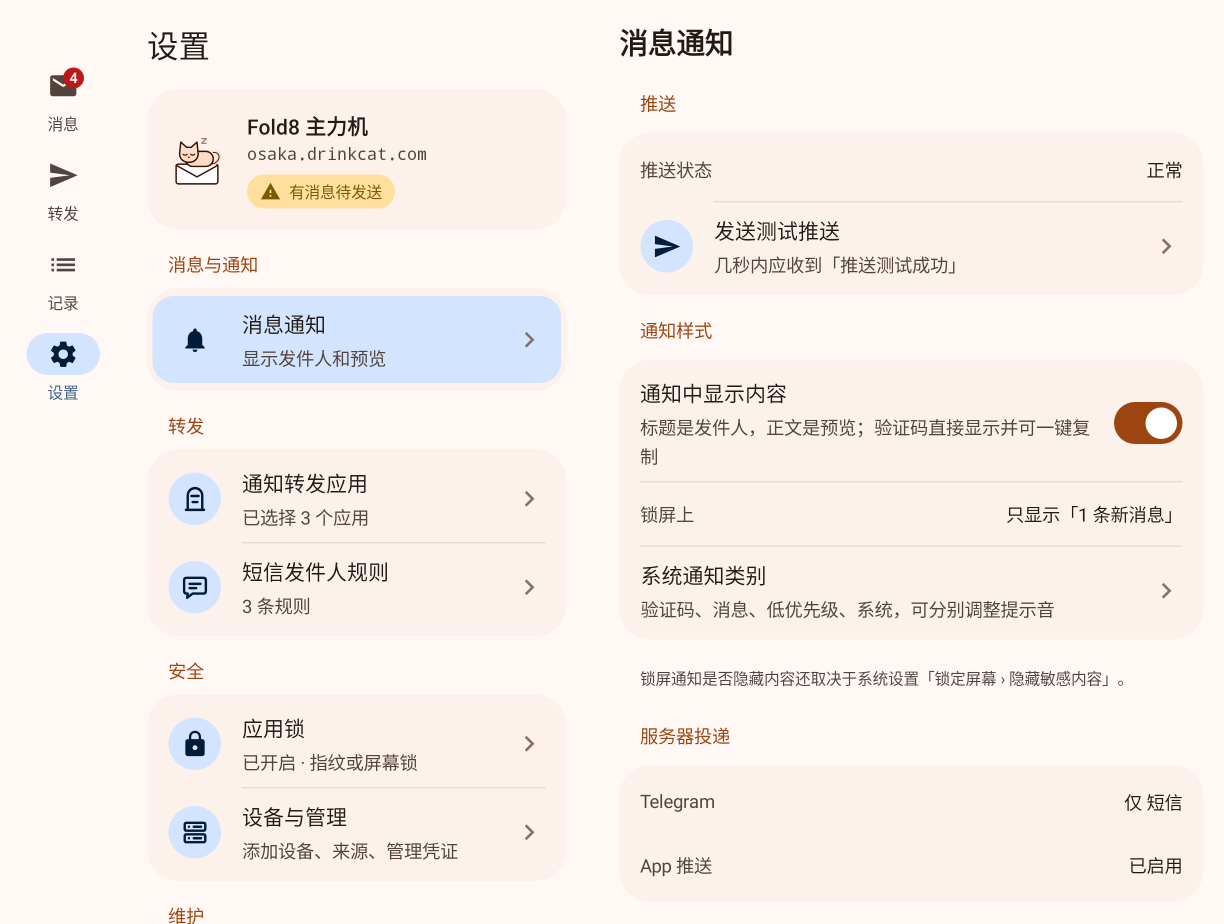 4
消息
转发
记录
设置
设置
z
Fold8 主力机
osaka.drinkcat.com
有消息待发送
消息与通知
消息通知
显示发件人和预览
转发
通知转发应用
已选择 3 个应用
短信发件人规则
3 条规则
安全
应用锁
已开启 · 指纹或屏幕锁
设备与管理
添加设备、来源、管理凭证
维护
消息通知
推送
推送状态
正常
发送测试推送
几秒内应收到「推送测试成功」
通知样式
通知中显示内容
标题是发件人，正文是预览；验证码直接显示并可一键复
制
锁屏上
只显示「1 条新消息」
系统通知类别
验证码、消息、低优先级、系统，可分别调整提示音
锁屏通知是否隐藏内容还取决于系统设置「锁定屏幕 › 隐藏敏感内容」。
服务器投递
Telegram
仅 短信
App 推送
已启用